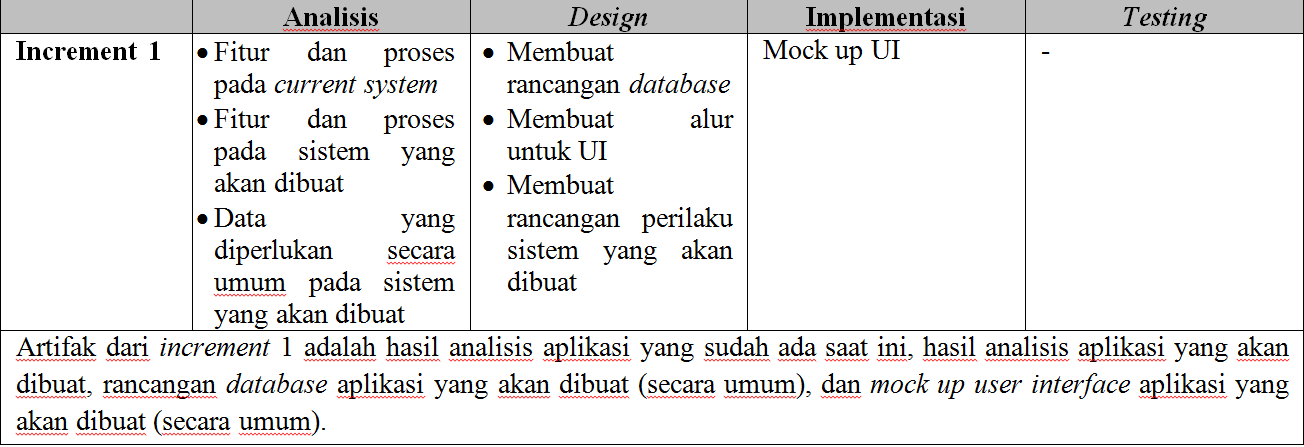 Analisis Design Implementasi Testing
Increment 1
• Fitur dan proses
pada current system
• Fitur dan proses
pada sistem yang
akan dibuat
• Data yang
diperlukan secara
umum pada sistem
yang akan dibuat
• Membuat
rancangan database
• Membuat alur
untuk UI
• Membuat
rancangan perilaku
sistem yang akan
dibuat
Mock up UI
-
Artifak dari increment 1 adalah hasil analisis aplikasi yang sudah ada saat ini, hasil analisis aplikasi yang akan
dibuat, rancangan database aplikasi yang akan dibuat (secara umum), dan mock up user interface aplikasi yang
akan dibuat (secara umum).